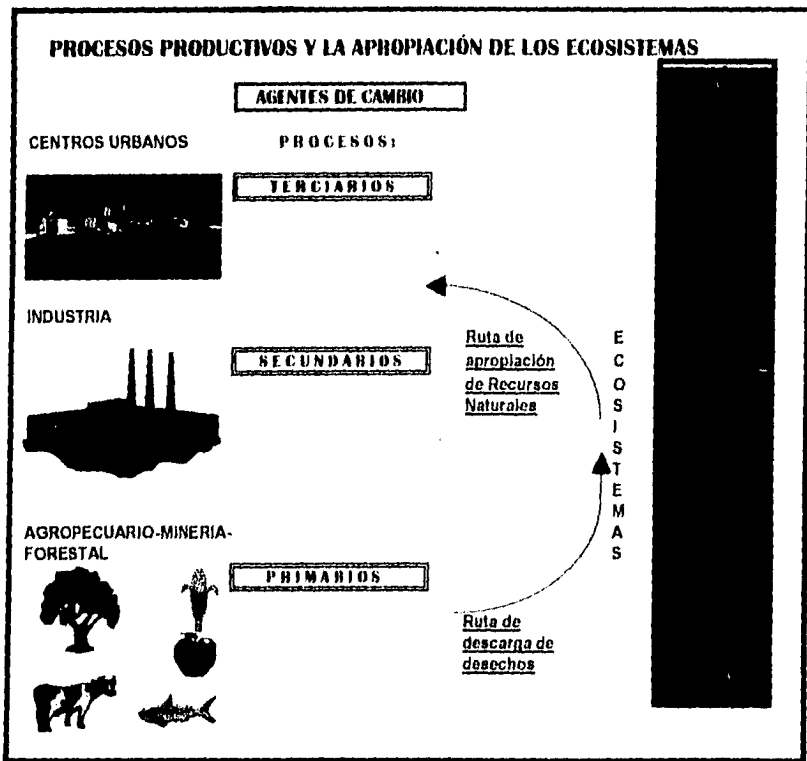 PROCESOS PRODUCTIVOS Y LA APROPIACIÓN DE LOS ECOSISTEMAS
AGENTES DE CAMBIO
CENTROS URBANOS
PROCESOS:
TERCIARIOS
INDUSTRIA
SECUNDARIOS
Ruta de
apropiación
de Recursos
Naturales
ECOSISTEMAS
AGROPECUARIO-MINERIA-
FORESTAL
PRIMARIOS
Ruta de
descarga de
desechos